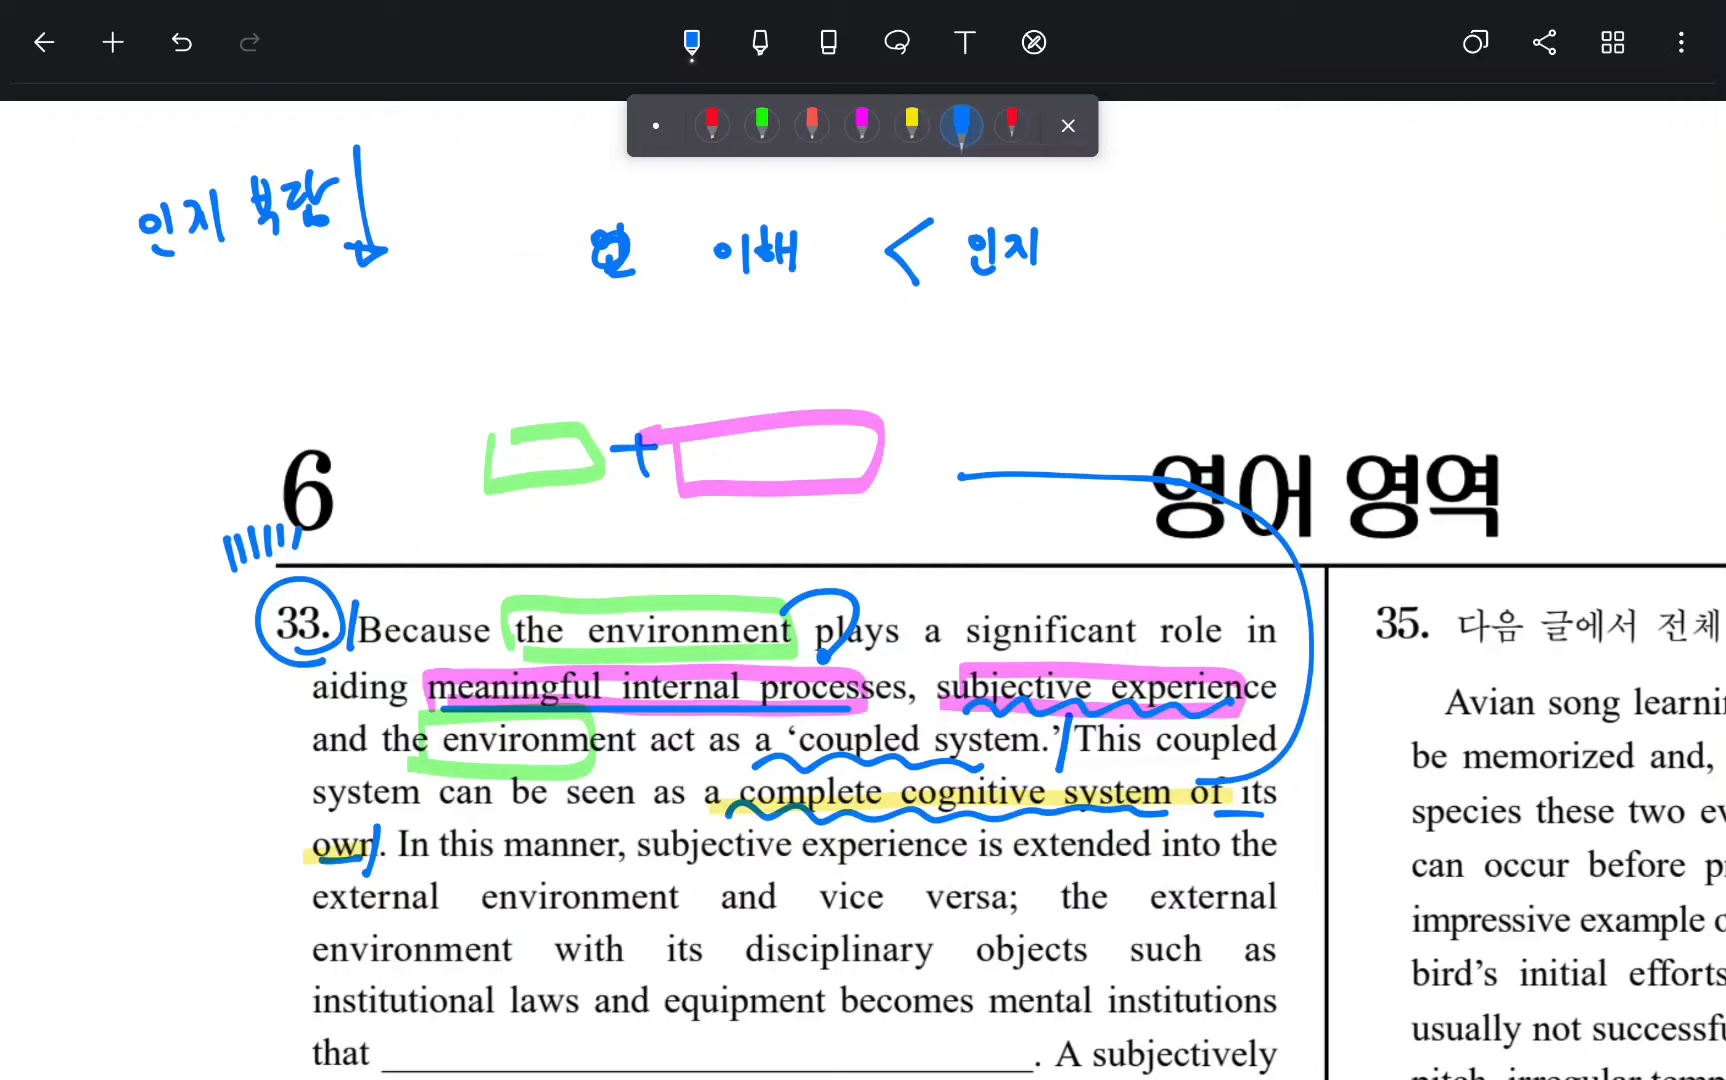 인지 복잡
이해 < 인지
+
6
영어 영역
33. Because the environment plays a significant role in
aiding meaningful internal processes, subjective experience
and the environment act as a ‘coupled system.’ This coupled
system can be seen as a complete cognitive system of its
own. In this manner, subjective experience is extended into the
external environment and vice versa; the external
environment with its disciplinary objects such as
institutional laws and equipment becomes mental institutions
that ______________________________. A subjectively
35. 다음 글에서 전체
Avian song learni
be memorized and,
species these two ev
can occur before p
impressive example o
bird’s initial efforts
usually not successf